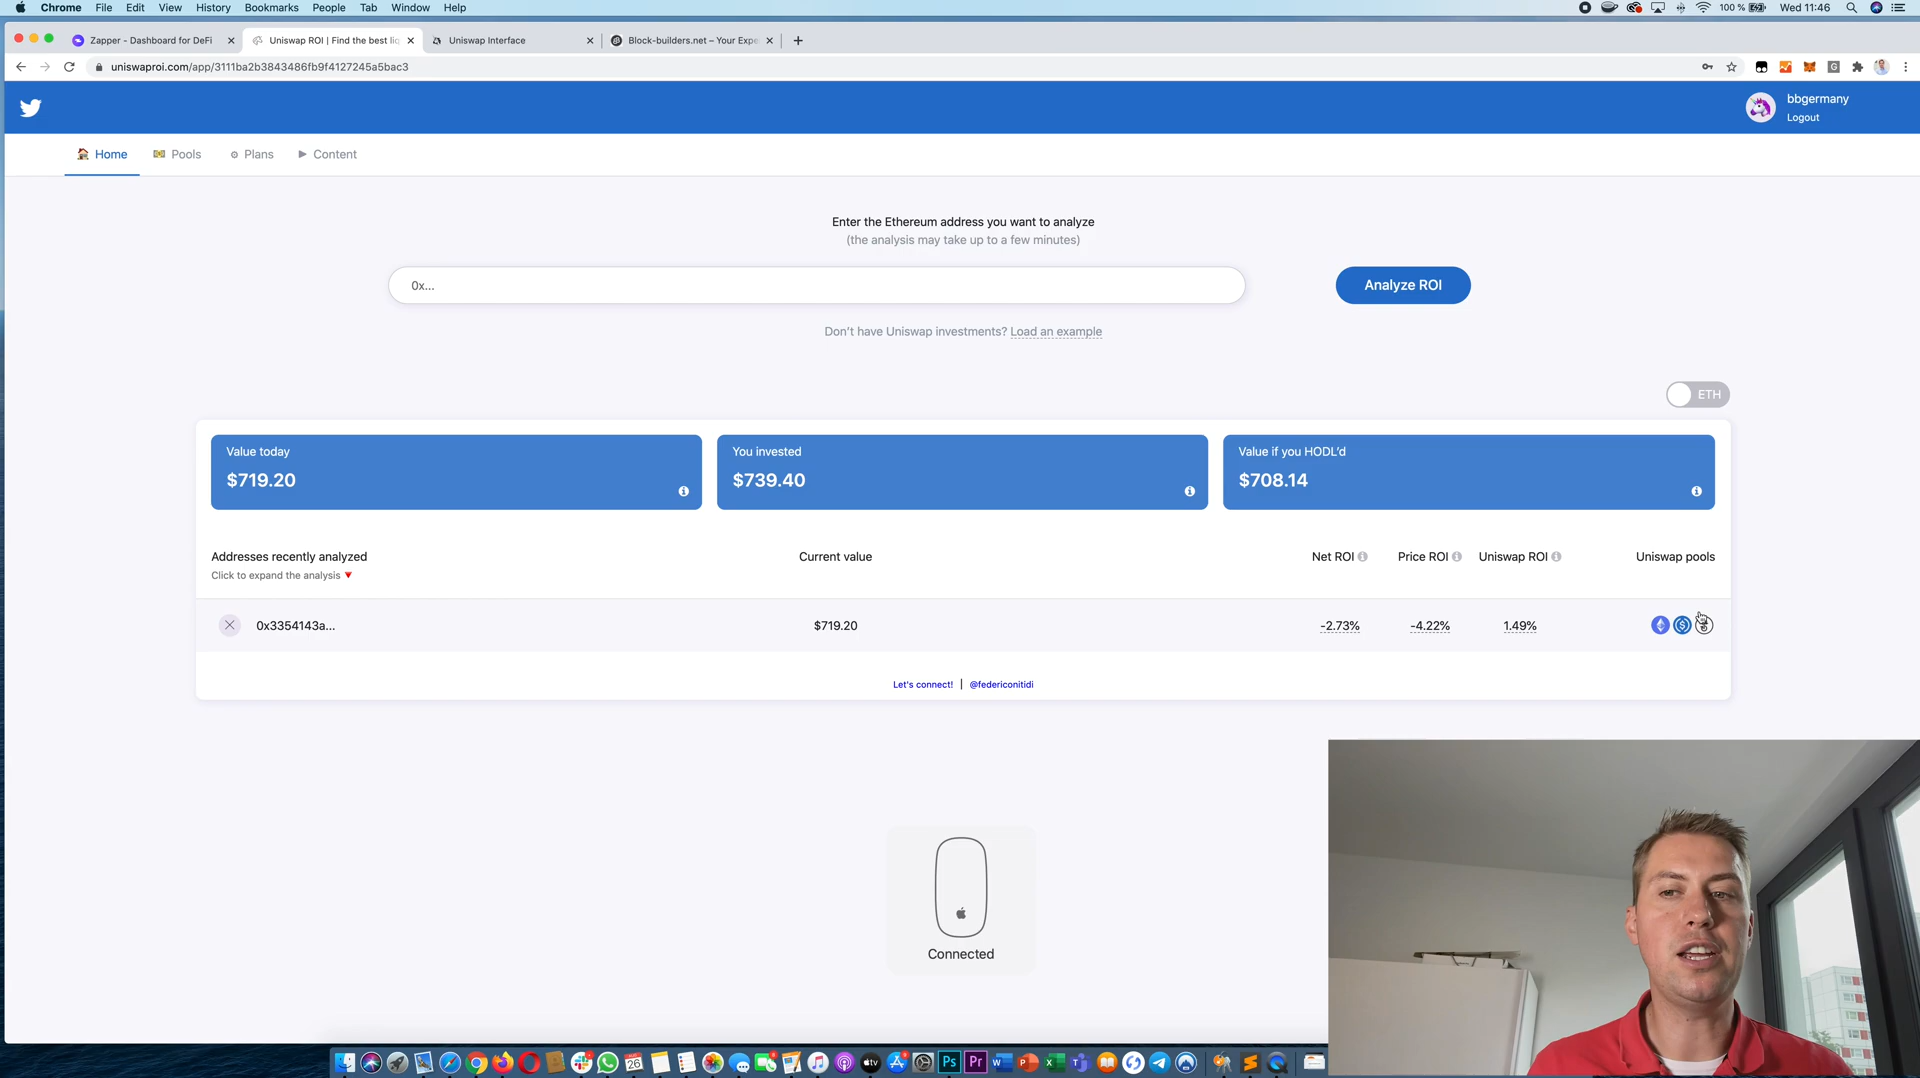 Chrome File Edit View History Bookmarks People Tab Window Help
100 % Wed 11:46
Zapper - Dashboard for DeFi
Uniswap ROI | Find the best liq
Uniswap Interface
Block-builders.net – Your Expe
uniswaproi.com/app/3111ba2b3843486fb9f4127245a5bac3
bbgermany
Logout
Home Pools Plans Content
Enter the Ethereum address you want to analyze
(the analysis may take up to a few minutes)
0x... Analyze ROI
Don't have Uniswap investments? Load an example
ETH
Value today You invested Value if you HODL'd
$719.20 $739.40 $708.14
Addresses recently analyzed Current value Net ROI Price ROI Uniswap ROI Uniswap pools
Click to expand the analysis
0x3354143a... $719.20 -2.73% -4.22% 1.49%
Let's connect! | @federiconitidi
Connected
26
Ps Pr